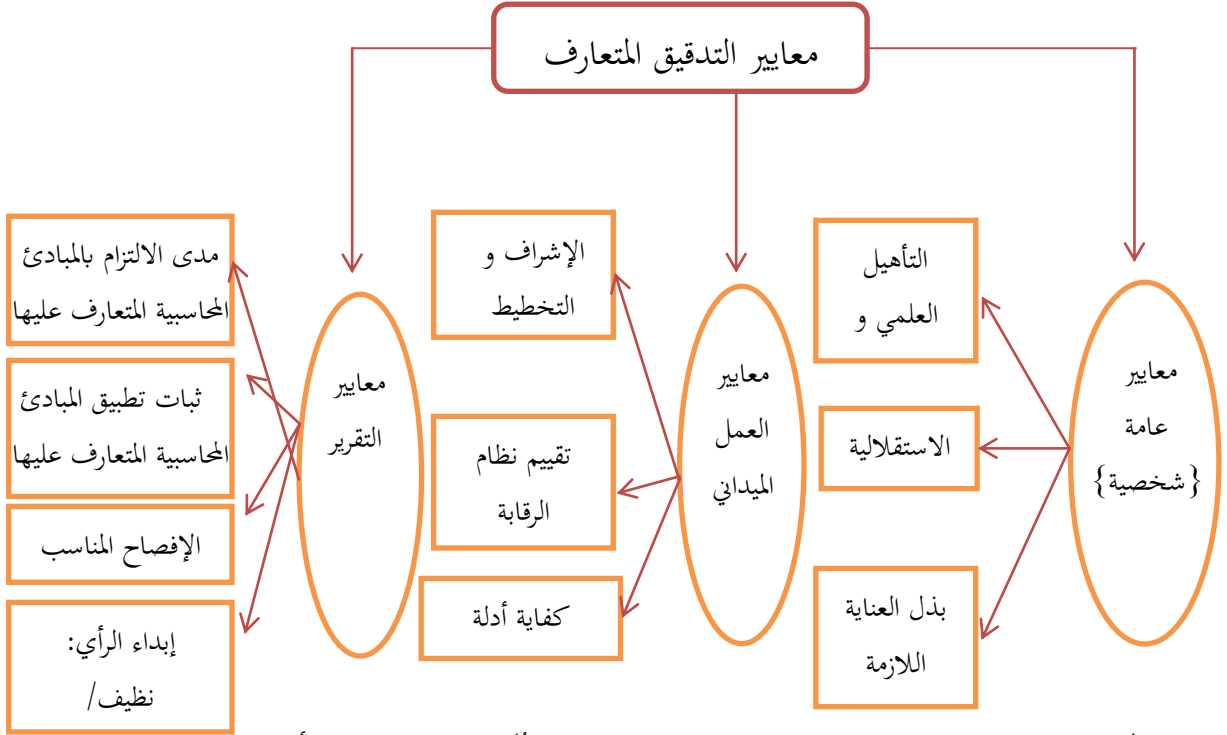 معايير التدقيق المتعارف
معايير
عامة
{شخصية}
التأهيل
العلمي و
الاستقلالية
بذل العناية
اللازمة
معايير
العمل
الميداني
الإشراف و
التخطيط
تقييم نظام
الرقابة
كفاية أدلة
معايير
التقرير
مدى الالتزام بالمبادئ
المحاسبية المتعارف عليها
ثبات تطبيق المبادئ
المحاسبية المتعارف عليها
الإفصاح المناسب
إبداء الرأي:
نظيف/